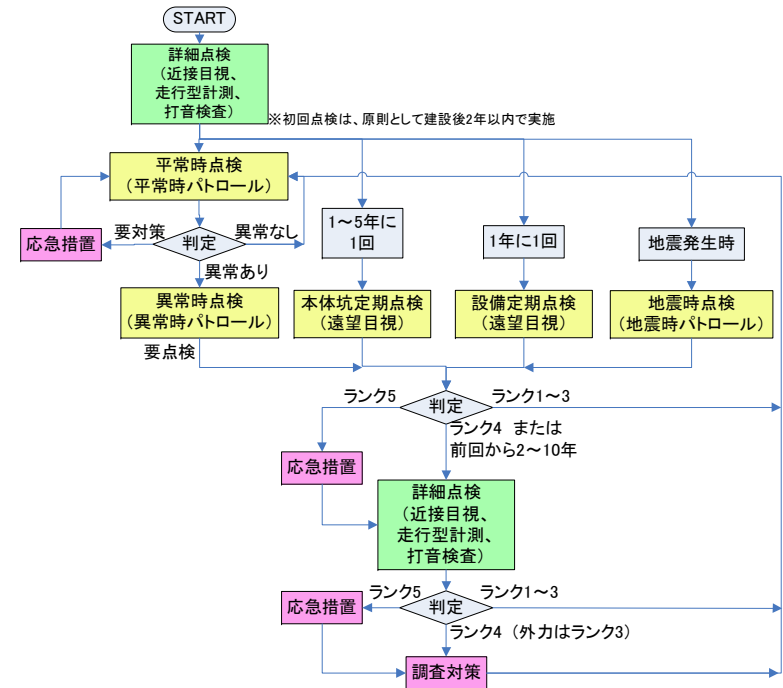 START
詳細点検
(近接目視、
走行型計測、
打音検査)
※初回点検は、原則として建設後2年以内で実施
平常時点検
(平常時パトロール)
応急措置
要対策
判定
異常なし
異常あり
1～5年に
1回
1年に1回
地震発生時
異常時点検
(異常時パトロール)
本体坑定期点検
(遠望目視)
設備定期点検
(遠望目視)
地震時点検
(地震時パトロール)
要点検
ランク5
判定
ランク1～3
ランク4 または
前回から2～10年
応急措置
詳細点検
(近接目視、
走行型計測、
打音検査)
ランク5
判定
ランク1～3
応急措置
ランク4 (外力はランク3)
調査対策